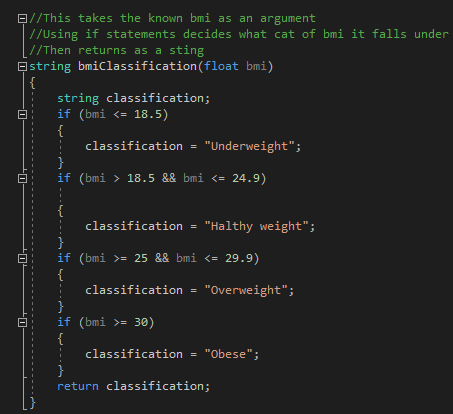 //This takes the known bmi as an argument
//Using if statements decides what cat of bmi it falls under
//Then returns as a sting
string bmiClassification(float bmi)
{
    string classification;
    if (bmi <= 18.5)
    {
        classification = "Underweight";
    }
    if (bmi > 18.5 && bmi <= 24.9)

    {
        classification = "Halthy weight";
    }
    if (bmi >= 25 && bmi <= 29.9)
    {
        classification = "Overweight";
    }
    if (bmi >= 30)
    {
        classification = "Obese";
    }
    return classification;
}